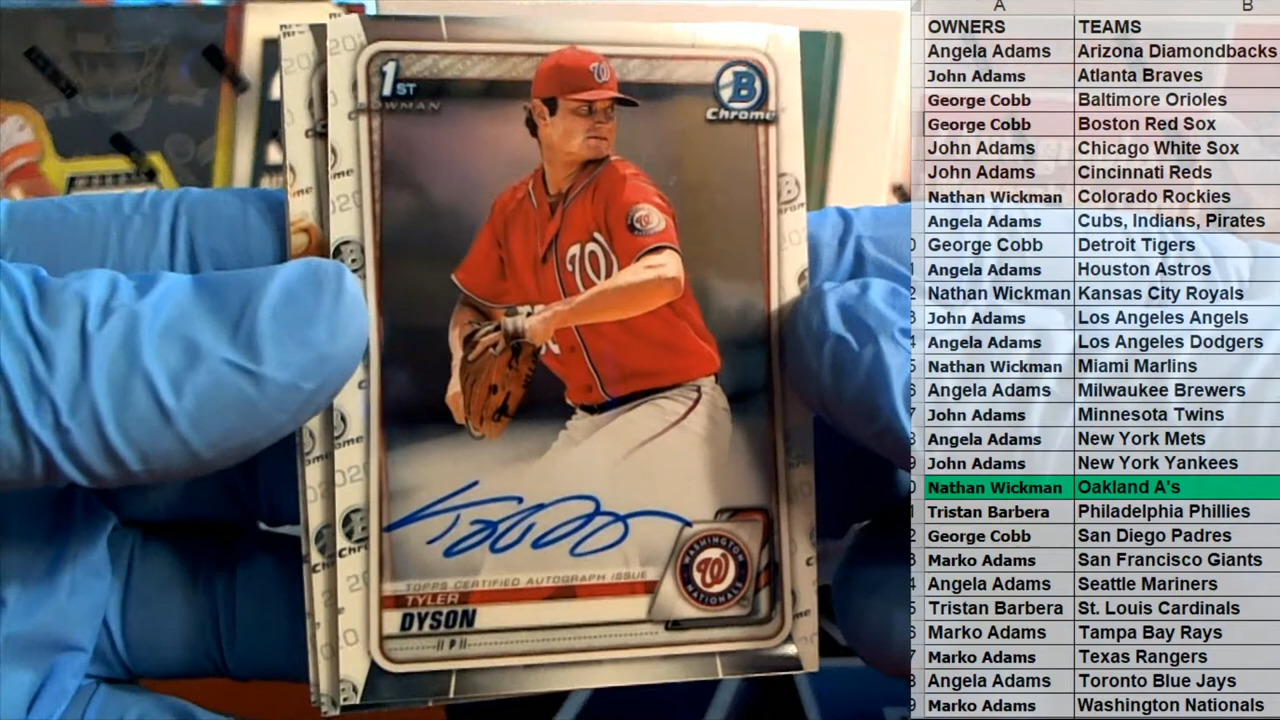 1ST
BOWMAN
B
Chrome
W
TOPPS CERTIFIED AUTOGRAPH ISSUE
TYLER
DYSON
P
WASHINGTON
W
NATIONALS
A B
OWNERS TEAMS
Angela Adams Arizona Diamondbacks
John Adams Atlanta Braves
George Cobb Baltimore Orioles
George Cobb Boston Red Sox
John Adams Chicago White Sox
John Adams Cincinnati Reds
Nathan Wickman Colorado Rockies
Angela Adams Cubs, Indians, Pirates
George Cobb Detroit Tigers
Angela Adams Houston Astros
Nathan Wickman Kansas City Royals
John Adams Los Angeles Angels
Angela Adams Los Angeles Dodgers
Nathan Wickman Miami Marlins
Angela Adams Milwaukee Brewers
John Adams Minnesota Twins
Angela Adams New York Mets
John Adams New York Yankees
Nathan Wickman Oakland A's
Tristan Barbera Philadelphia Phillies
George Cobb San Diego Padres
Marko Adams San Francisco Giants
Angela Adams Seattle Mariners
Tristan Barbera St. Louis Cardinals
Marko Adams Tampa Bay Rays
Marko Adams Texas Rangers
Angela Adams Toronto Blue Jays
Marko Adams Washington Nationals